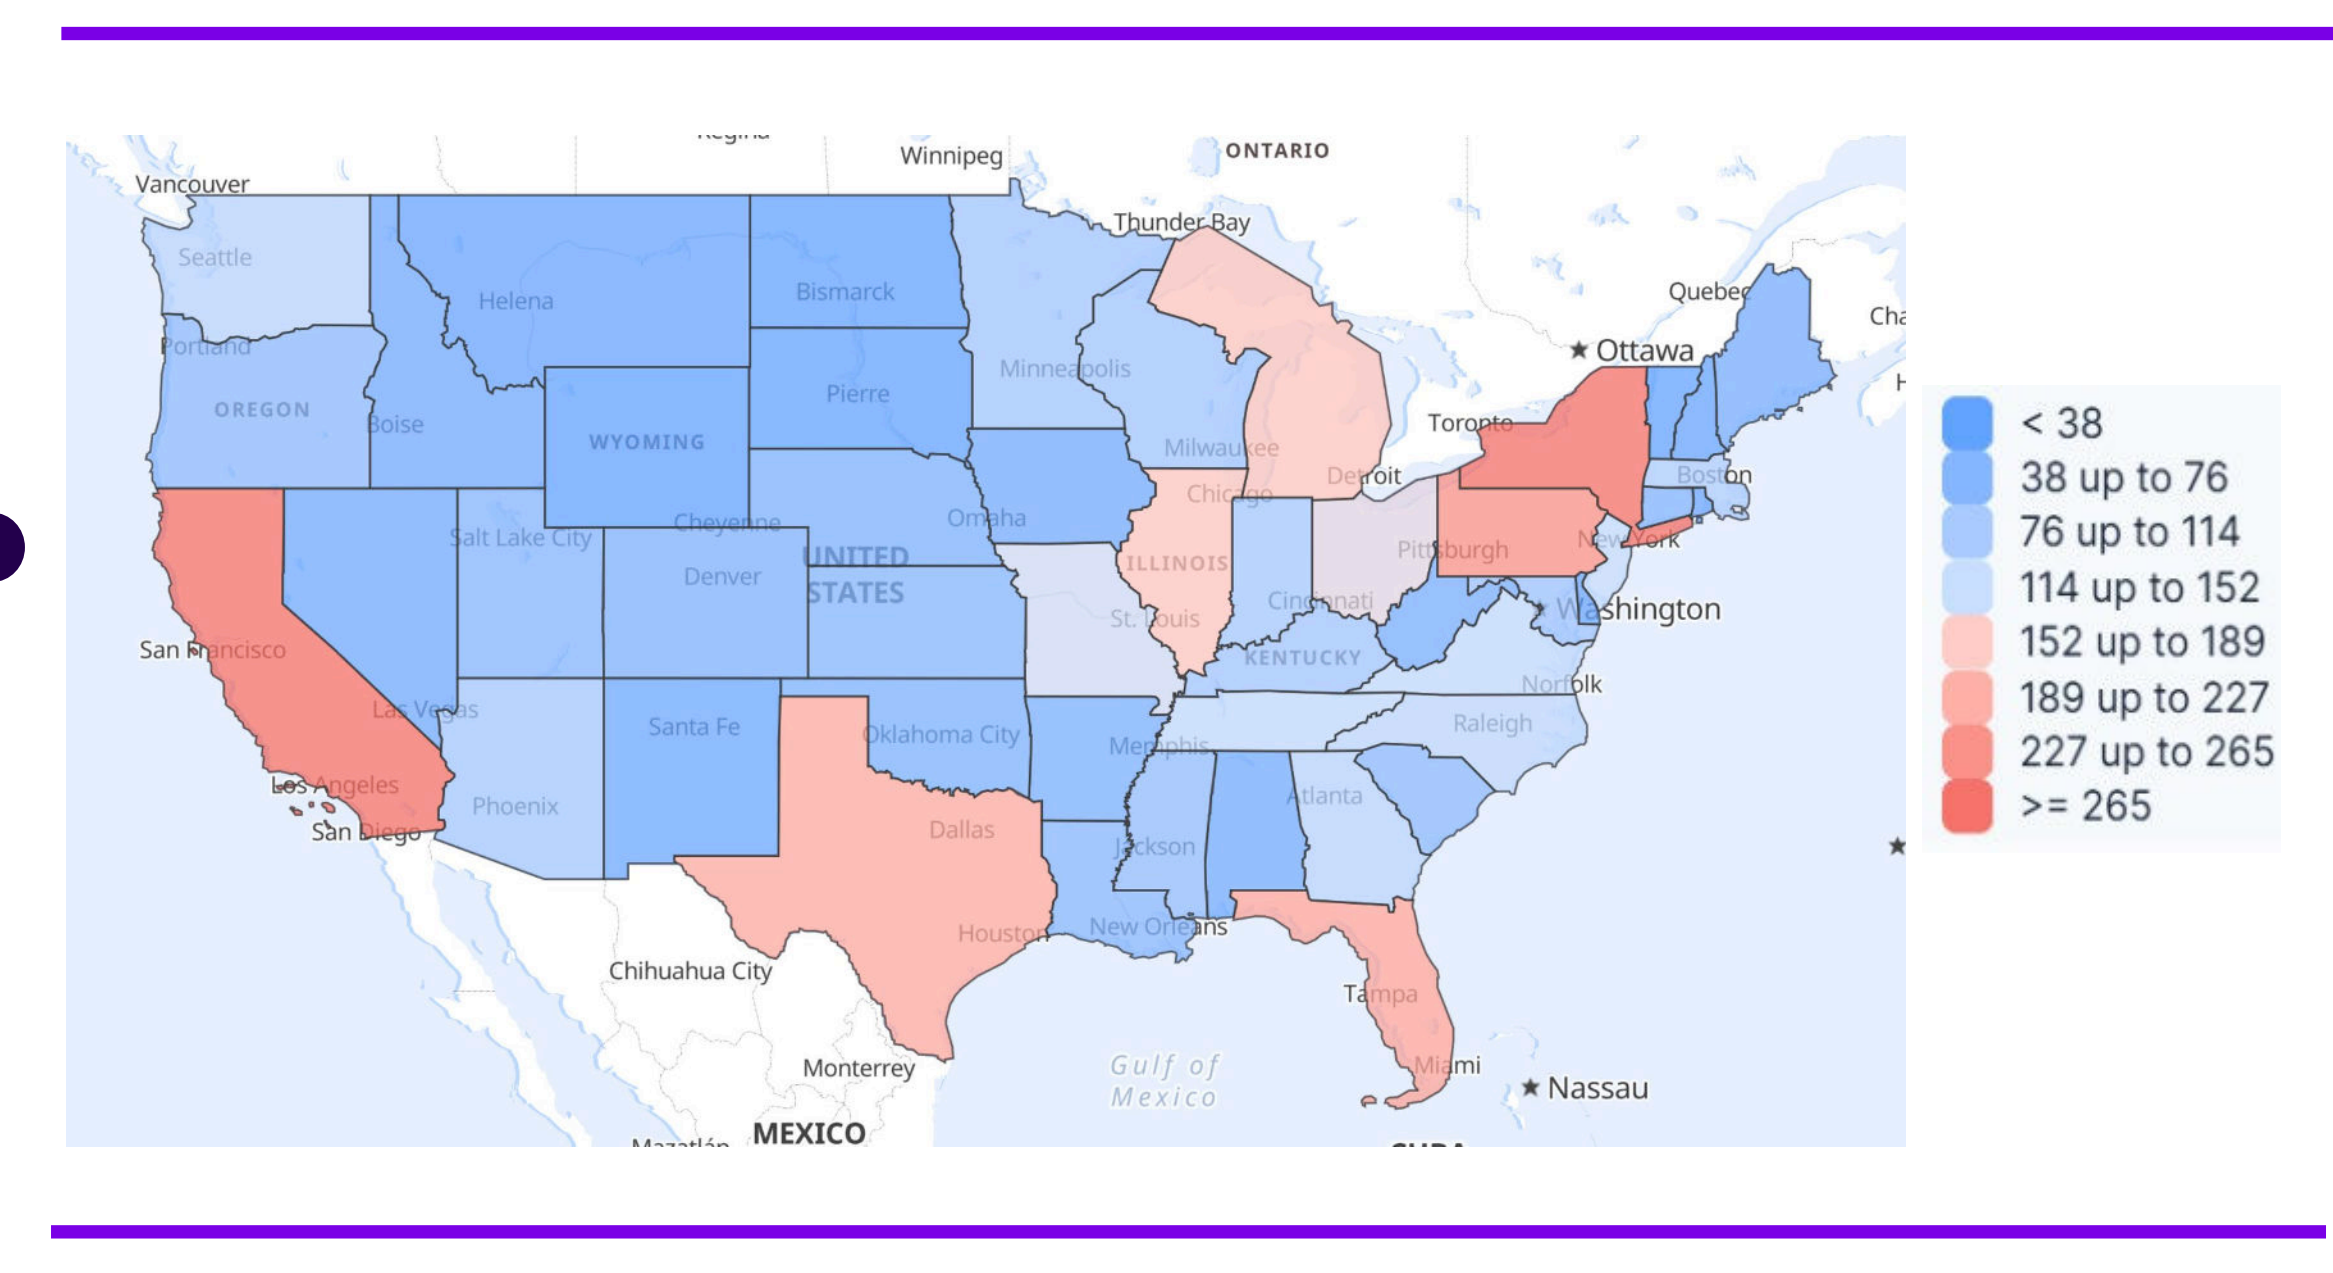 Winnipeg
ONTARIO
Vancouver
Thunder Bay
Seattle
Helena
Bismarck
Quebec
Cha
Portland
Minneapolis
Ottawa
OREGON
Boise
Pierre
H
WYOMING
Toronto
Milwaukee
Detroit
Boston
Chicago
Salt Lake City
Cheyenne
Omaha
New York
Pittsburgh
UNITED
STATES
Denver
ILLINOIS
Cincinnati
Washington
St. Louis
San Francisco
KENTUCKY
Norfolk
Las Vegas
Santa Fe
Oklahoma City
Memphis
Raleigh
Los Angeles
Phoenix
Atlanta
San Diego
Dallas
Jackson
Houston
New Orleans
Chihuahua City
Tampa
Monterrey
Gulf of
Mexico
Miami
Nassau
MEXICO
< 38
38 up to 76
76 up to 114
114 up to 152
152 up to 189
189 up to 227
227 up to 265
>= 265